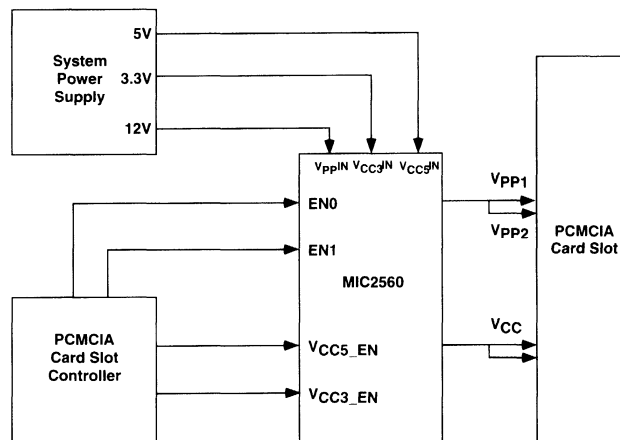 System
Power
Supply
5V
3.3V
12V
VPPIN VCC3IN VCC5IN
EN0
EN1
MIC2560
VCC5_EN
VCC3_EN
VPP1
VPP2
VCC
PCMCIA
Card Slot
PCMCIA
Card Slot
Controller